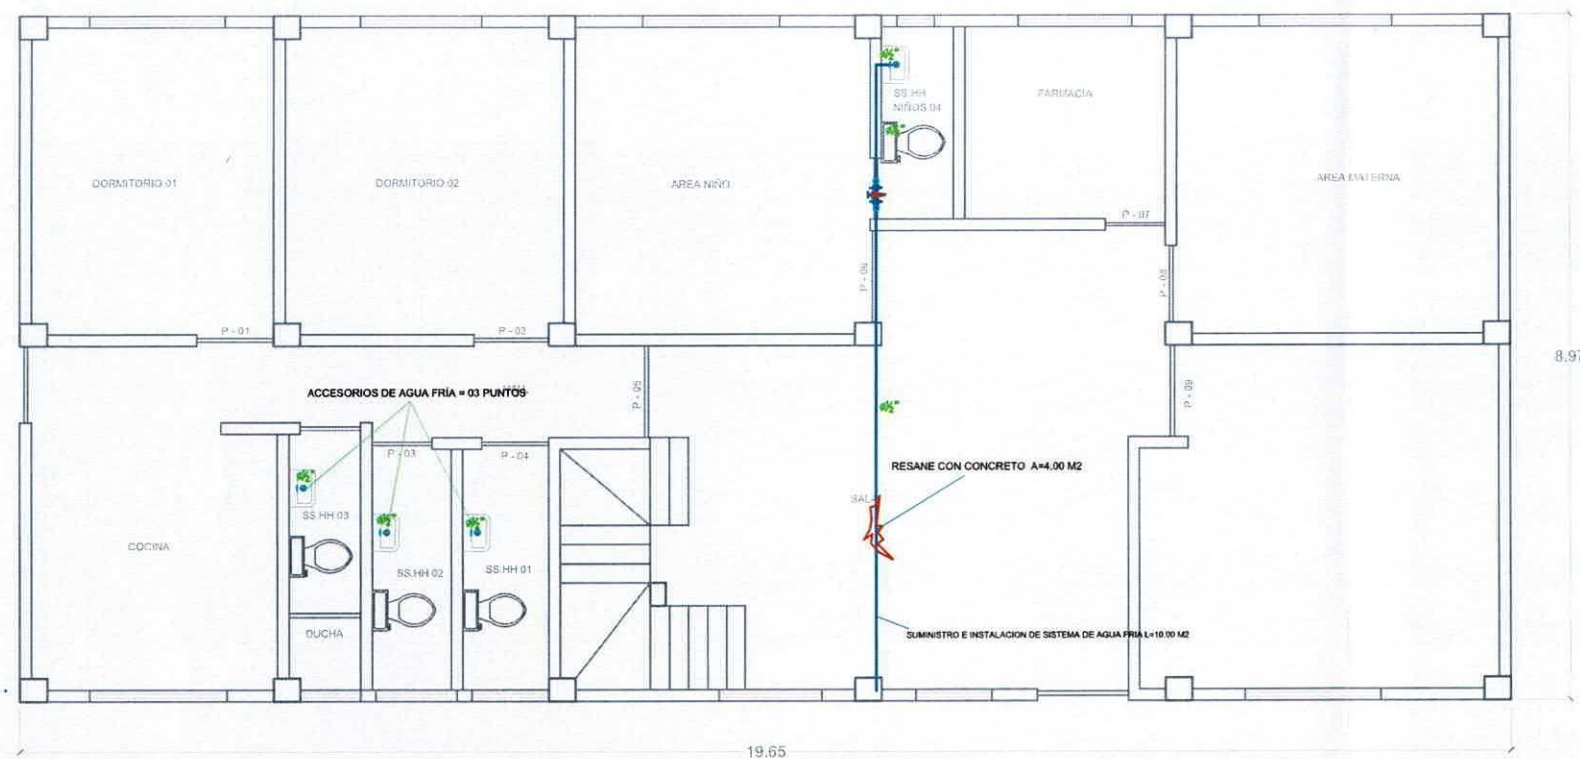 SS.HH
NIÑOS 04
FARMACIA
DORMITORIO 01
DORMITORIO 02
AREA NIÑO
AREA MATERNA
P - 07
P - 06
P - 08
P - 01
P - 02
8.97
ACCESORIOS DE AGUA FRÍA = 03 PUNTOS
P - 05
P - 09
P - 03
P - 04
RESANE CON CONCRETO A=4.00 M2
SS.HH 03
COCINA
SS.HH 02
SS.HH 01
DUCHA
SUMINISTRO E INSTALACION DE SISTEMA DE AGUA FRIA L=10.00 M2
19.65